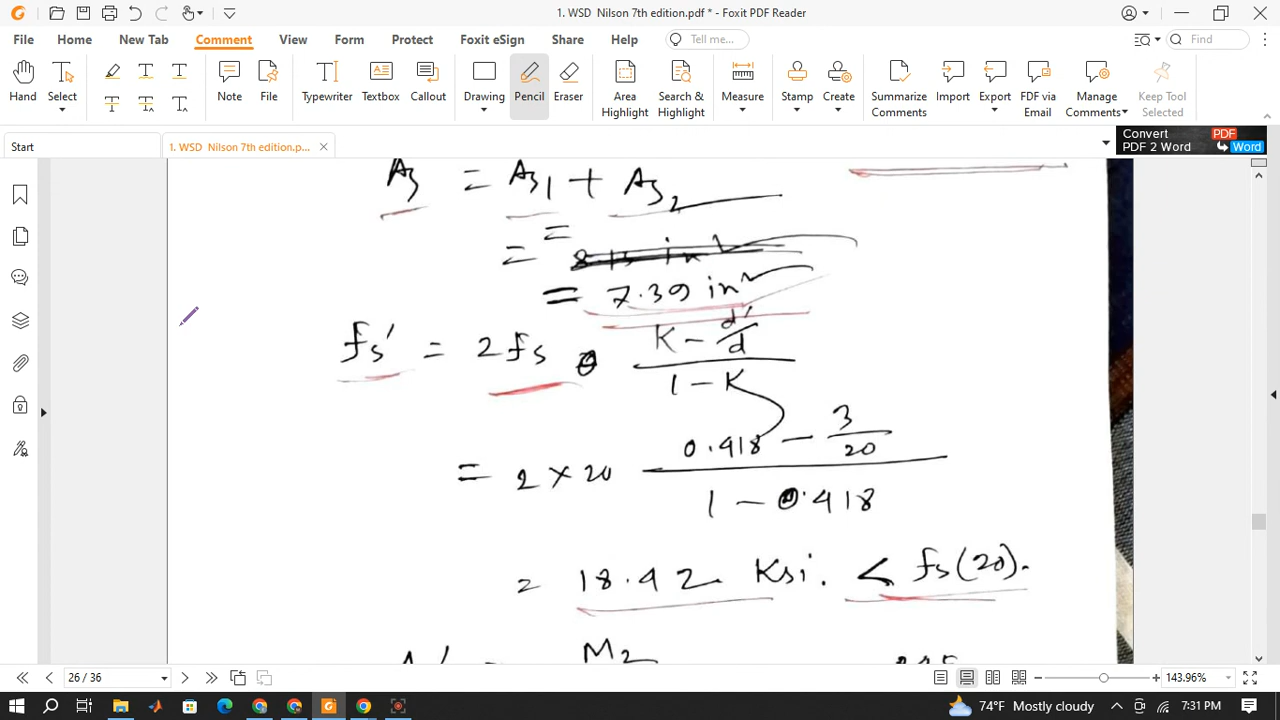 1. WSD Nilson 7th edition.pdf * - Foxit PDF Reader
File Home New Tab Comment View Form Protect Foxit eSign Share Help Tell me... Find
Hand Select Note File Typewriter Textbox Callout Drawing Pencil Eraser Area Highlight Search & Highlight Measure Stamp Create Summarize Comments Import Export FDF via Email Manage Comments Keep Tool Selected
Start 1. WSD Nilson 7th edition.p... Convert PDF 2 Word PDF Word
As = As1 + As2
=
=
= 7.39 in²
fs' = 2fs (K - d'/d) / (1 - K)
= 2 × 20 (0.418 - 3/20) / (1 - 0.418)
= 18.42 Ksi. < fs(20).
M2
26 / 36 143.96%
74°F Mostly cloudy 7:31 PM